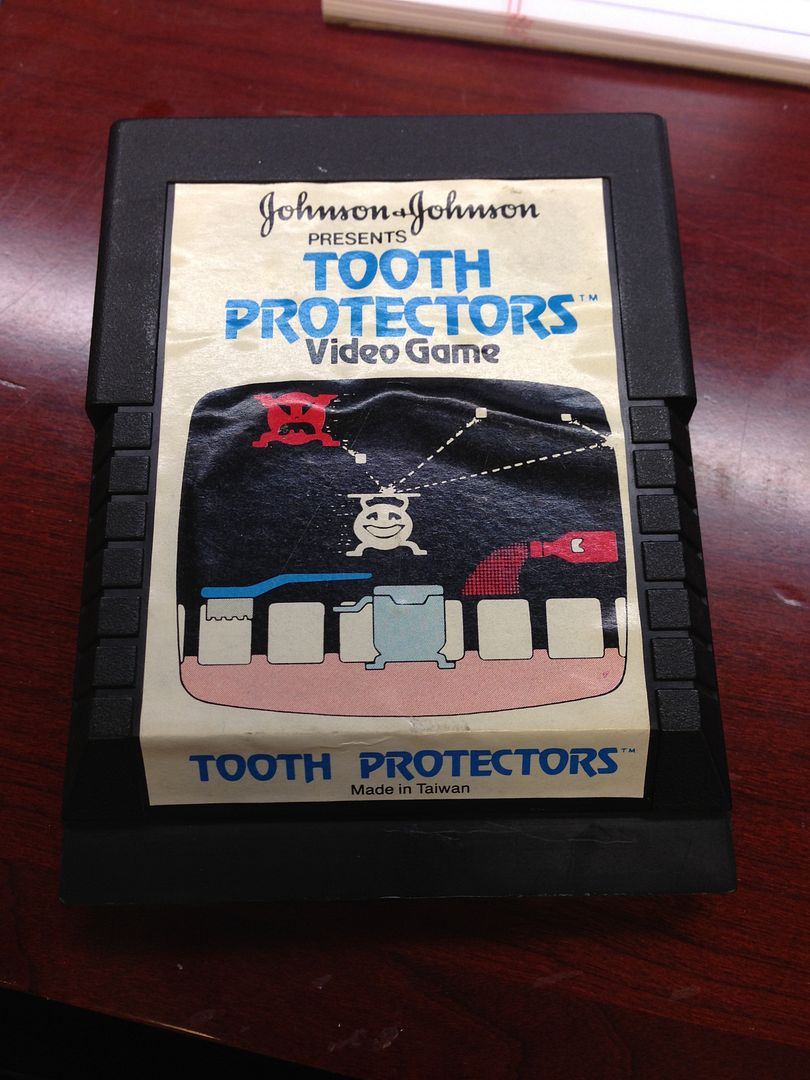 Johnson & Johnson
PRESENTS
TOOTH
PROTECTORS™
Video Game
TOOTH PROTECTORS™
Made in Taiwan